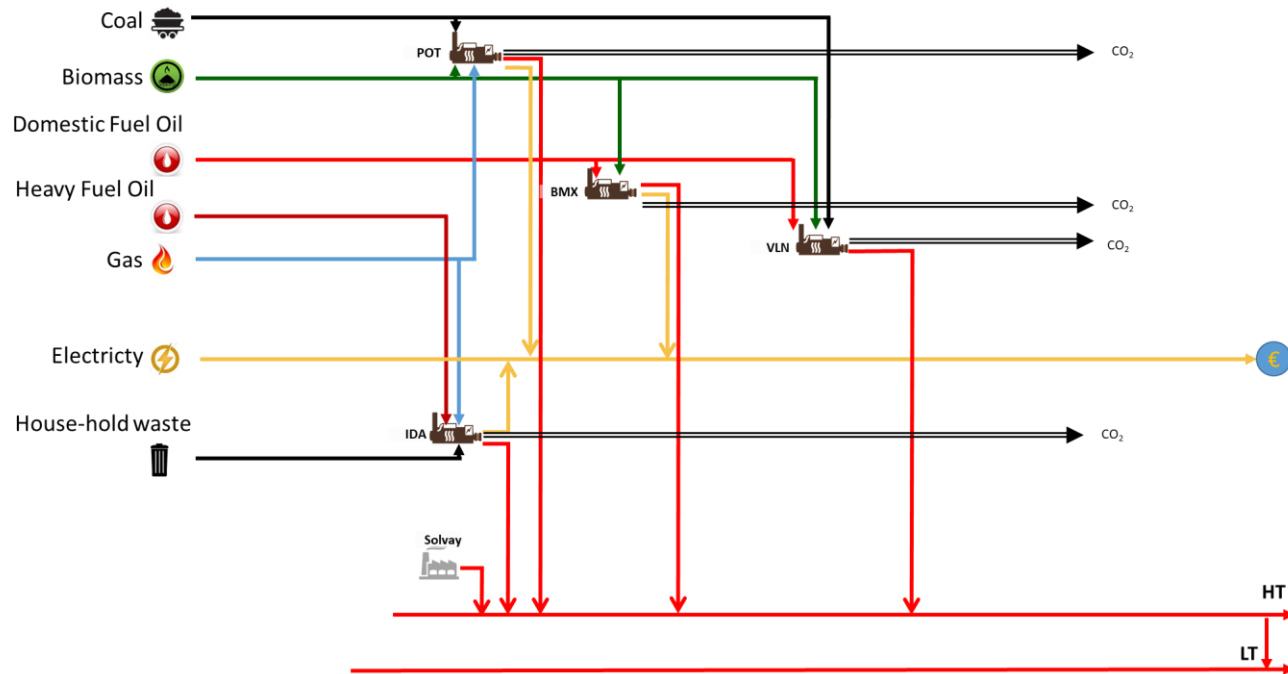 Coal
POT
CO₂
Biomass
Domestic Fuel Oil
Heavy Fuel Oil
BMX
CO₂
Gas
VLN
CO₂
Electricty
€
House-hold waste
IDA
CO₂
Solvay
HT
LT